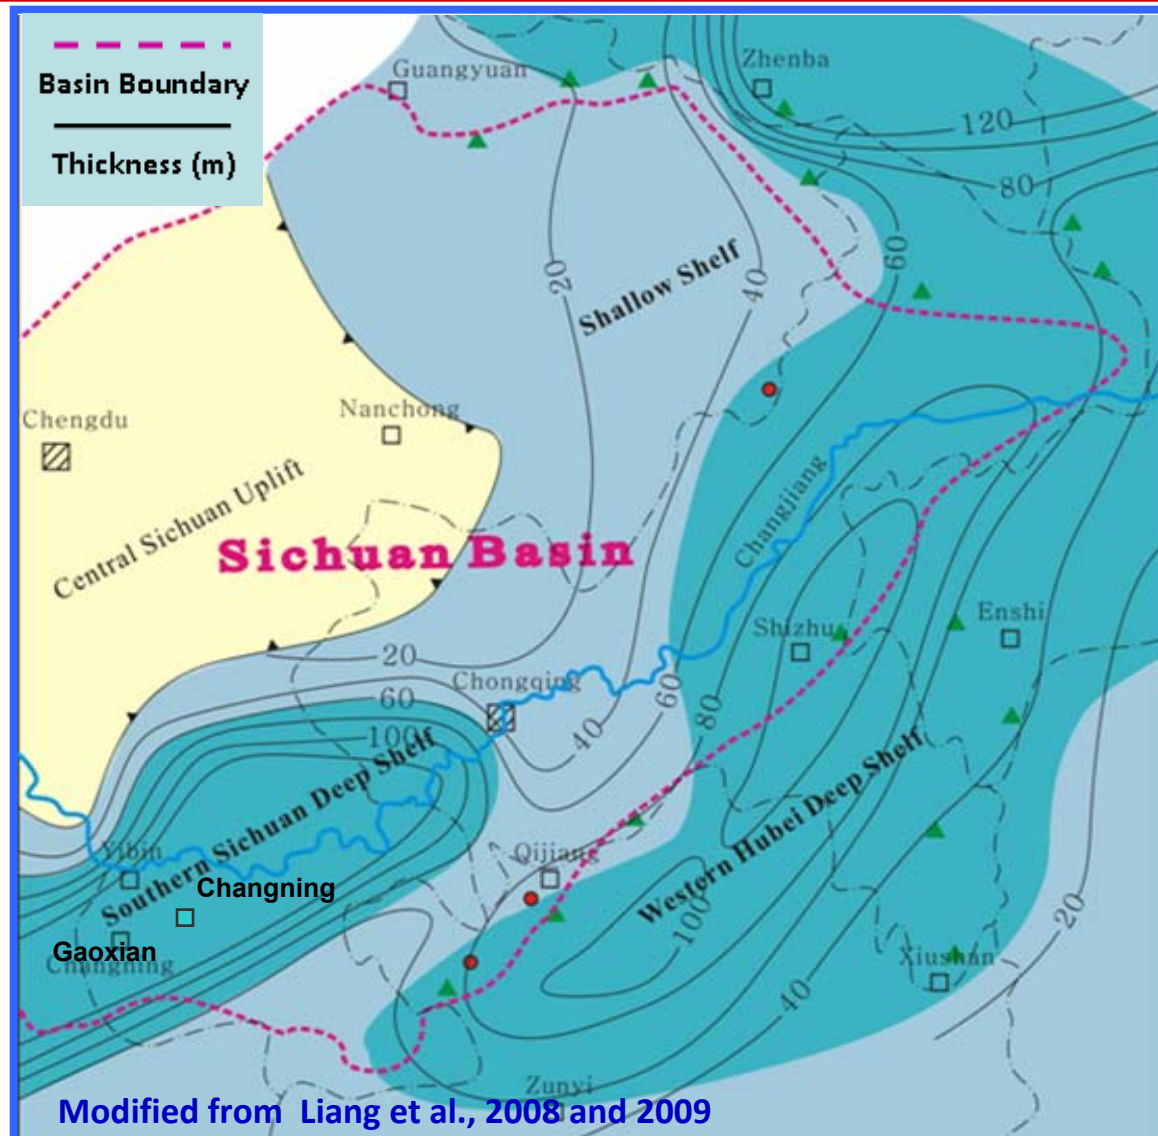 Basin Boundary
Thickness (m)
Guangyuan
Zhenba
120
80
60
20
Shallow Shelf
40
Chengdu
Nanchong
Central Sichuan Uplift
Sichuan Basin
Changjiang
Shizhu
Enshi
20
Chongqing
60
60
80
40
100
Southern Sichuan Deep Shelf
Western Hubei Deep Shelf
Yibin
Qijiang
Changning
100
20
Gaoxian
Changning
Xiushan
40
Zunyi
Modified from Liang et al., 2008 and 2009